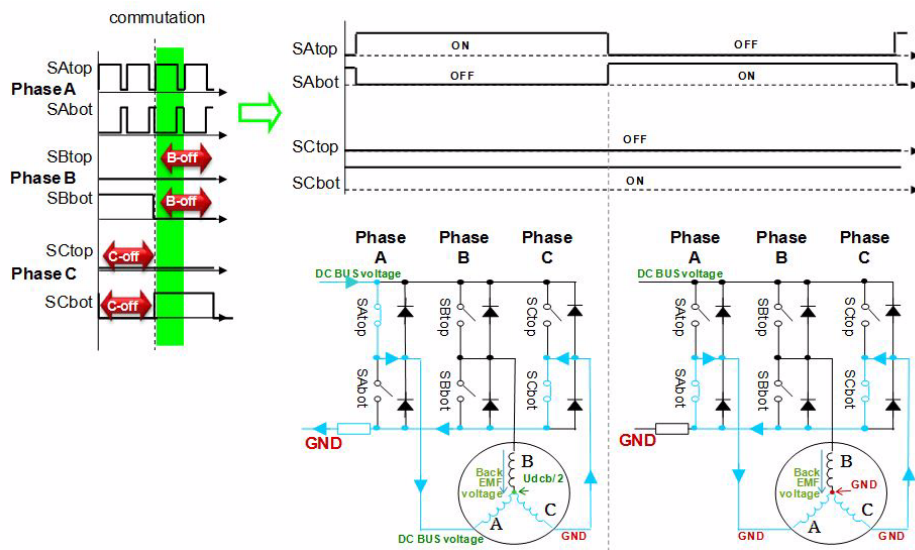 commutation
SAtop
Phase A
SAbot
SBtop
B-off
Phase B
SBbot
B-off
SCtop
C-off
Phase C
SCbot
C-off
SAtop
ON
OFF
SAbot
OFF
ON
SCtop
OFF
SCbot
ON
Phase A
Phase B
Phase C
DC BUS voltage
SAtop
SBtop
SCtop
SAbot
SBbot
SCbot
GND
B
Back EMF voltage
Udcb/2
A
C
DC BUS voltage
GND
Phase A
Phase B
Phase C
DC BUS voltage
SAtop
SBtop
SCtop
SAbot
SBbot
SCbot
GND
B
Back EMF voltage
GND
A
C
GND
GND